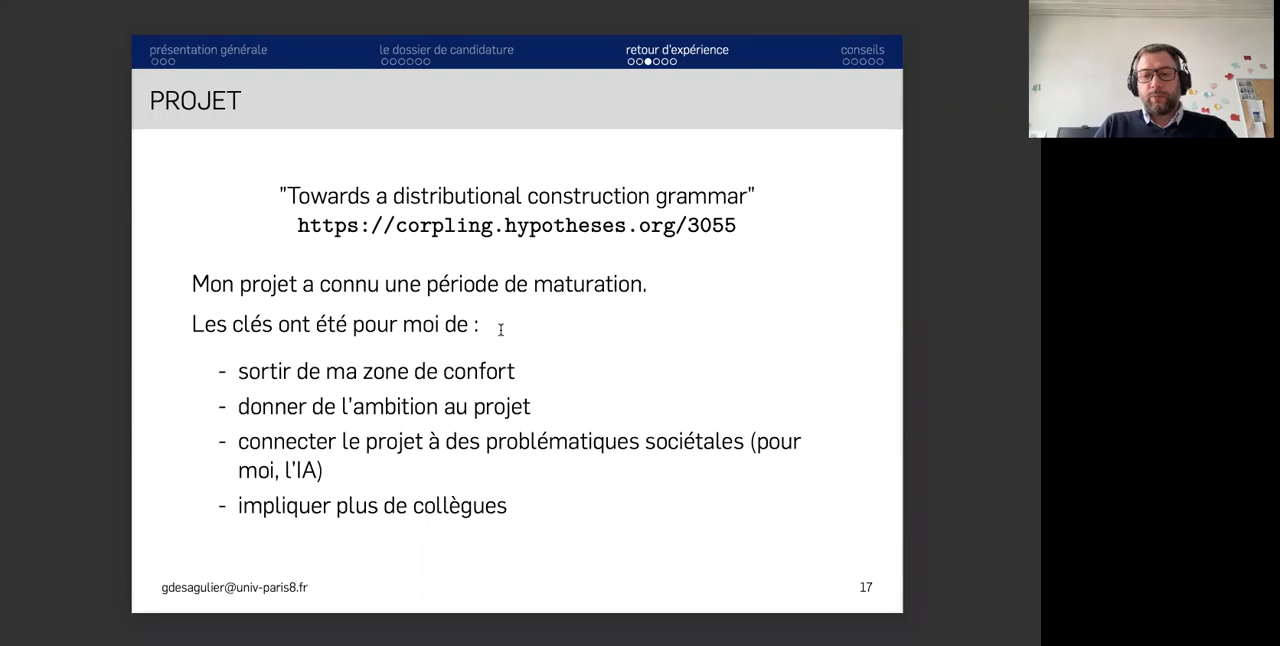 présentation générale
le dossier de candidature
retour d'expérience
conseils
PROJET
"Towards a distributional construction grammar"
https://corpling.hypotheses.org/3055
Mon projet a connu une période de maturation.
Les clés ont été pour moi de :
- sortir de ma zone de confort
- donner de l'ambition au projet
- connecter le projet à des problématiques sociétales (pour
moi, l'IA)
- impliquer plus de collègues
gdesagulier@univ-paris8.fr
17